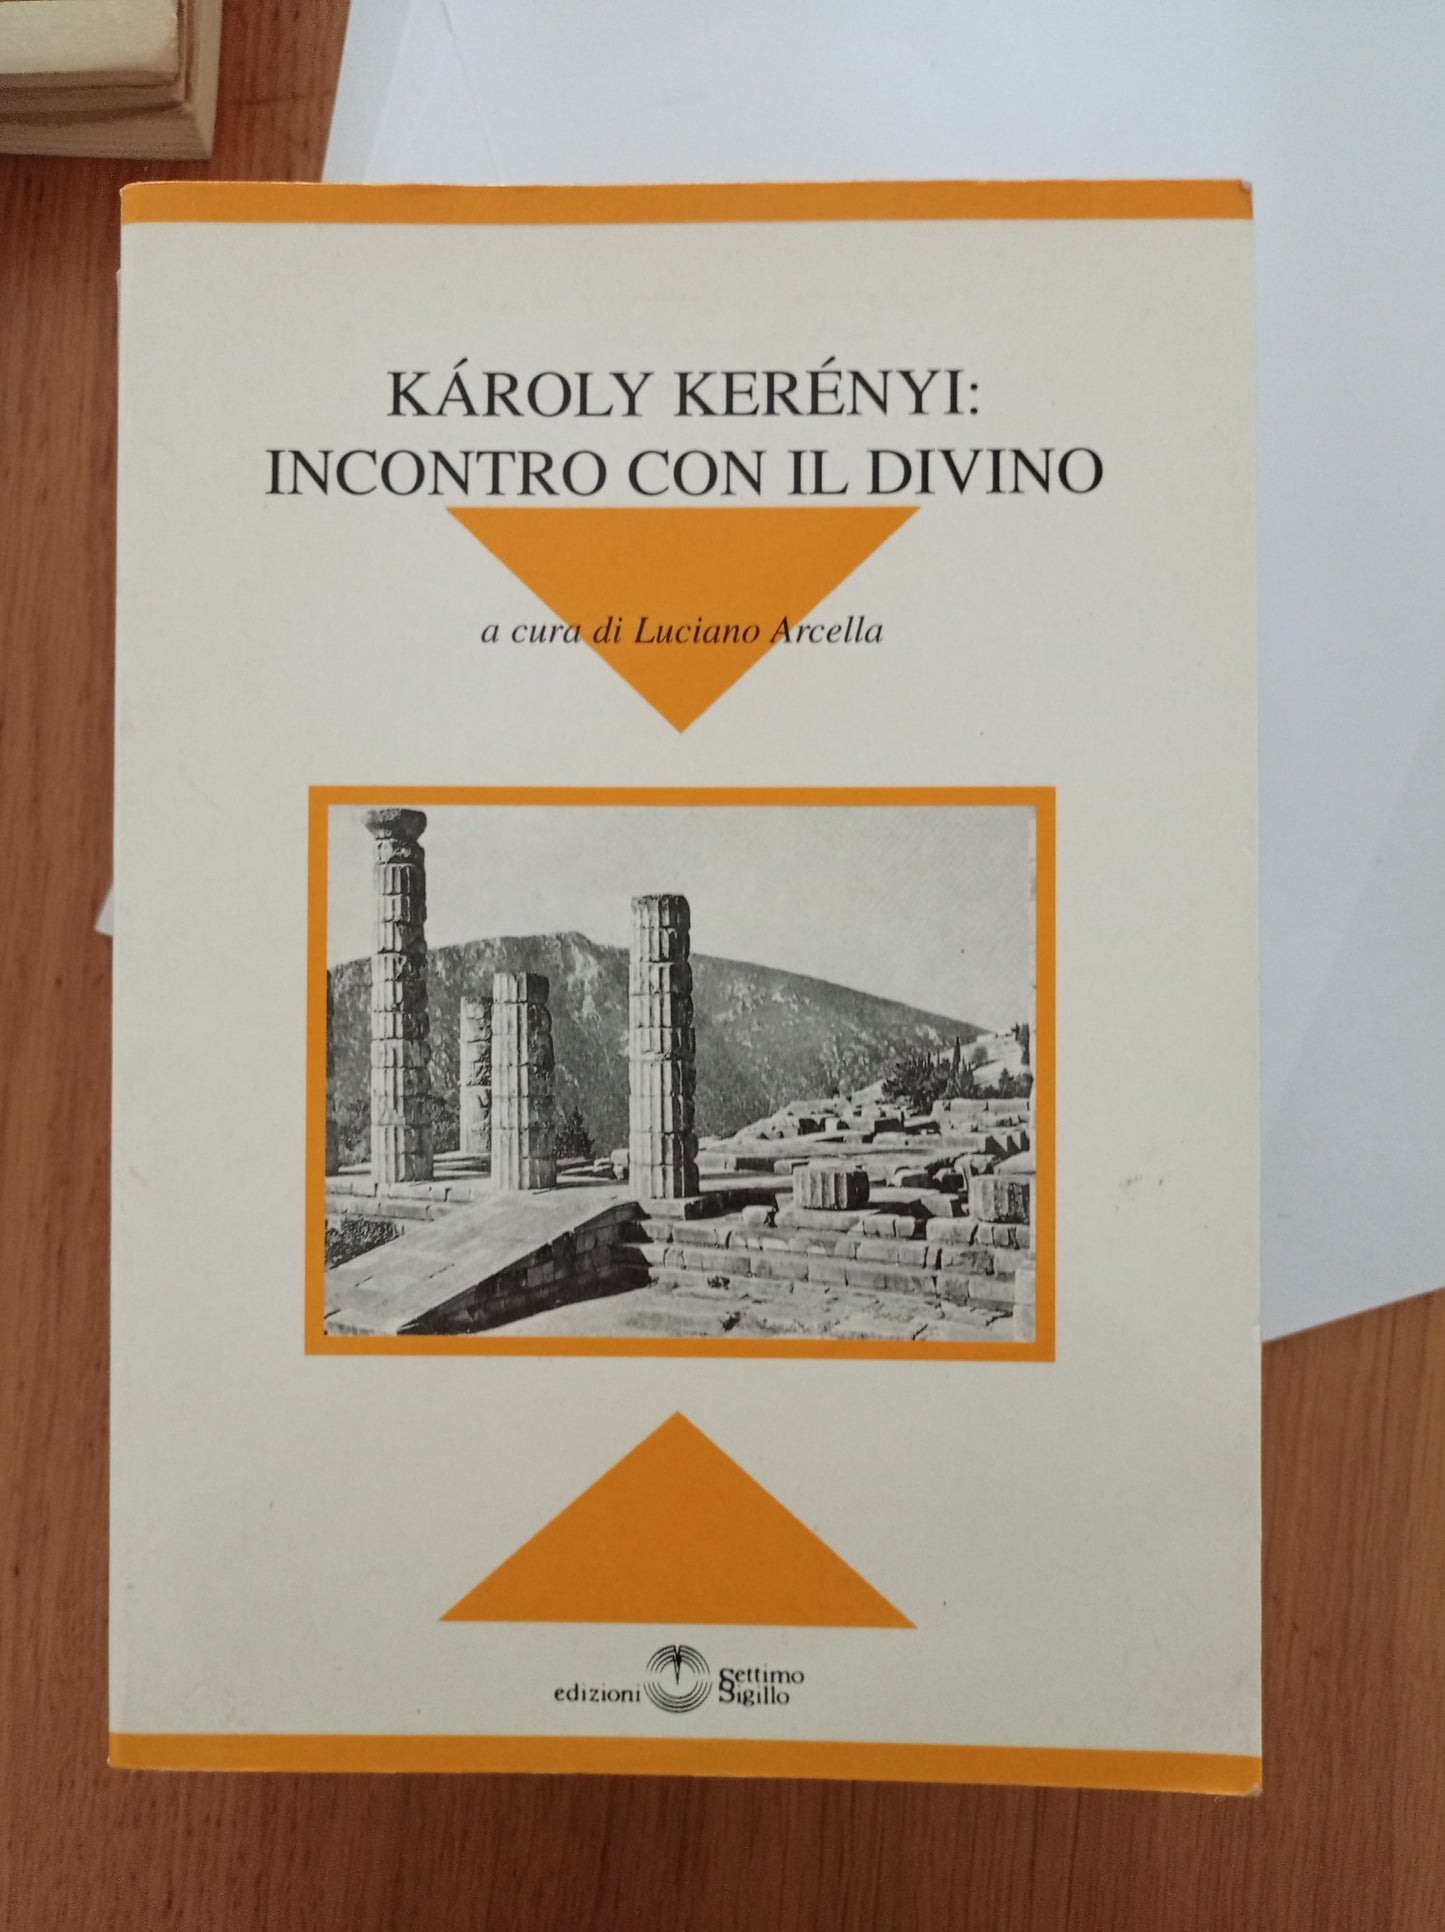 KÁROLY KERÉNYI:
INCONTRO CON IL DIVINO
a cura di Luciano Arcella
edizioni Settimo
Sigillo